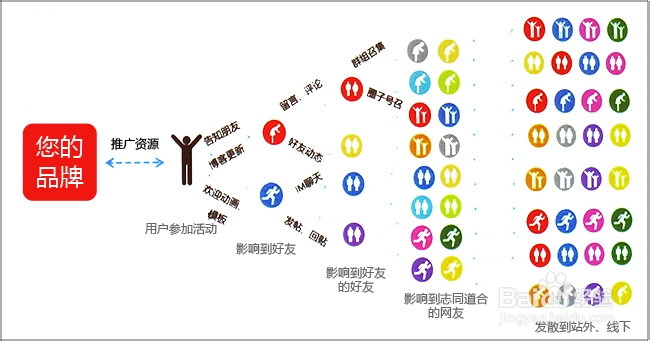 您的
品牌
推广资源
告知朋友
博客更新
欢迎动画、
模板
用户参加活动
留言、评论
好友动态
IM聊天
发帖、回贴
影响到好友
群组召集
圈子号召
影响到好友
的好友
影响到志同道合
的网友
发散到站外、线下
Baidu经验
jingyan.baidu.com